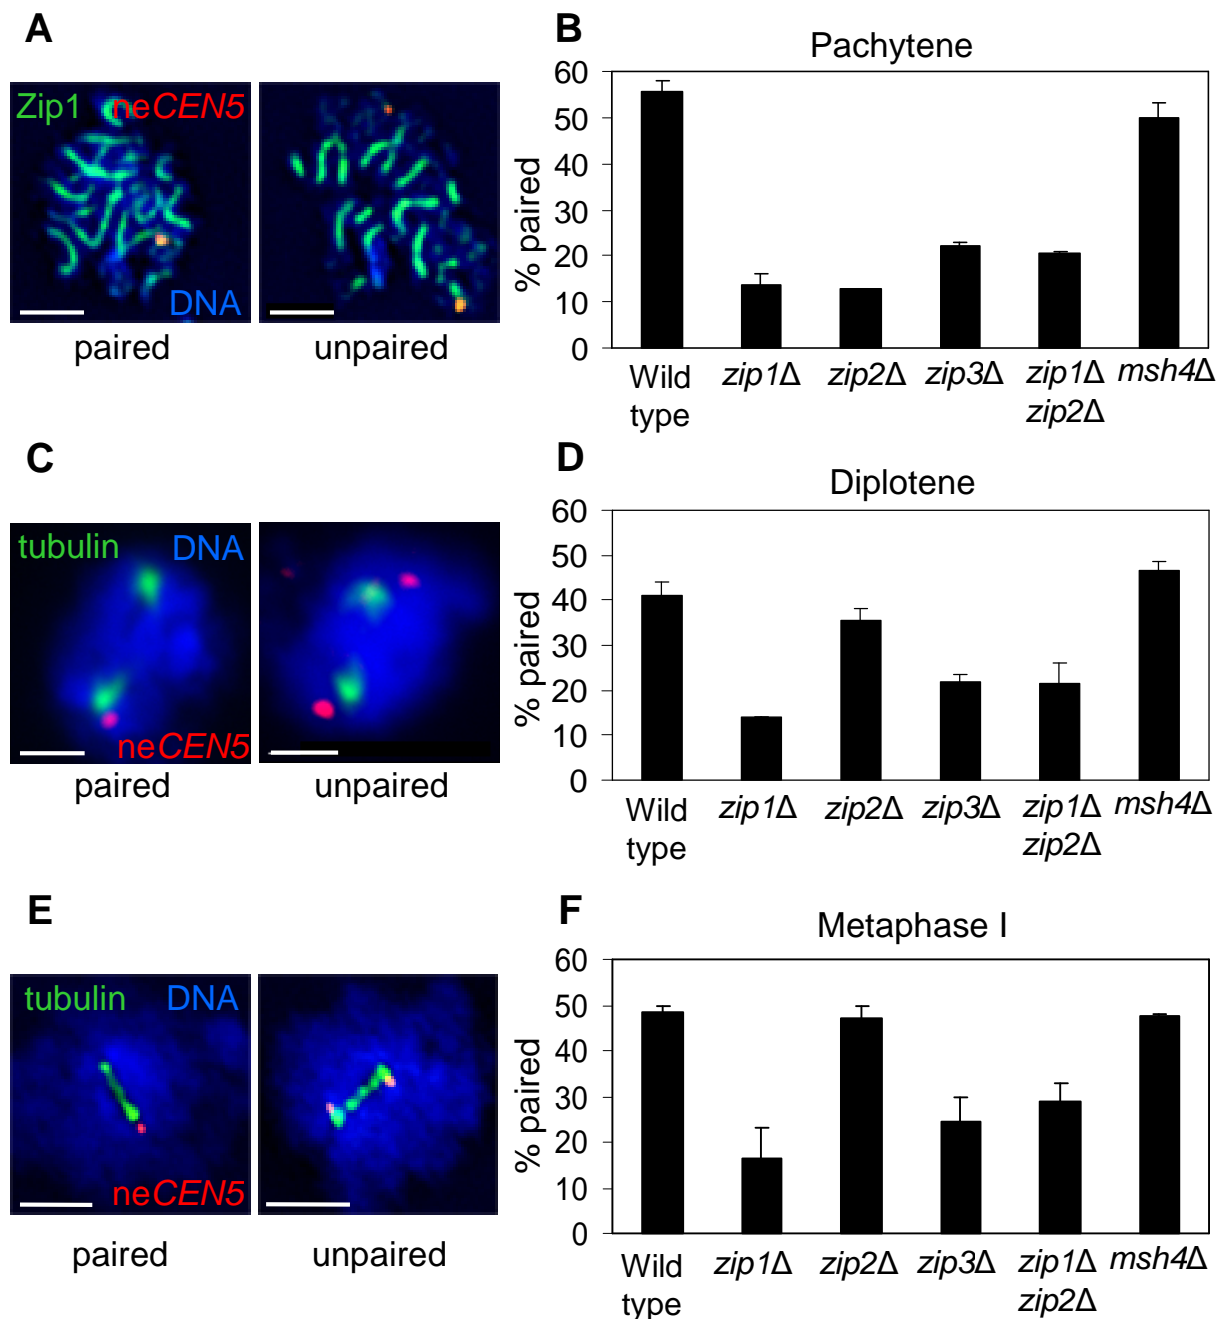 A
Zip1 neCEN5
DNA
paired unpaired
B
Pachytene
% paired
60
50
40
30
20
10
0
Wild type
zip1Δ
zip2Δ
zip3Δ
zip1Δ zip2Δ
msh4Δ
C
tubulin DNA
neCEN5
paired unpaired
D
Diplotene
% paired
60
50
40
30
20
10
0
Wild type
zip1Δ
zip2Δ
zip3Δ
zip1Δ zip2Δ
msh4Δ
E
tubulin DNA
neCEN5
paired unpaired
F
Metaphase I
% paired
60
50
40
30
20
10
0
Wild type
zip1Δ
zip2Δ
zip3Δ
zip1Δ zip2Δ
msh4Δ